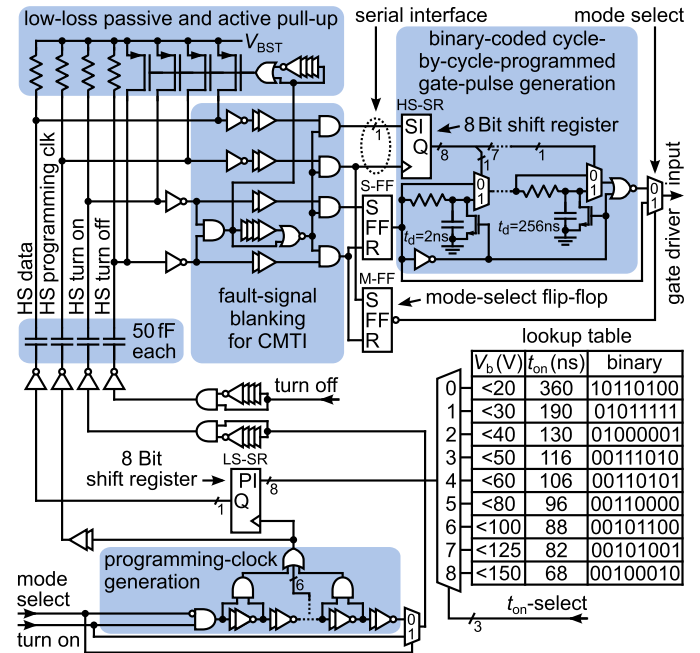 low-loss passive and active pull-up
V_BST
serial interface
mode select
binary-coded cycle-
by-cycle-programmed
gate-pulse generation
HS-SR
SI
Q
8 Bit shift register
8
7
1
1
1
0
1
0
1
0
1
S-FF
S
FF
R
t_d=2ns
t_d=256ns
gate driver input
HS data
HS programming clk
HS turn on
HS turn off
fault-signal
blanking
for CMTI
M-FF
S
FF
R
mode-select flip-flop
50 fF
each
turn off
lookup table
V_b (V) t_on (ns) binary
0 <20 360 10110100
1 <30 190 01011111
2 <40 130 01000001
3 <50 116 00111010
4 <60 106 00110101
5 <80 96 00110000
6 <100 88 00101100
7 <125 82 00101001
8 <150 68 00100010
8 Bit
shift register
LS-SR
PI
Q
8
1
programming-clock
generation
6
mode
select
turn on
0
1
t_on-select
3